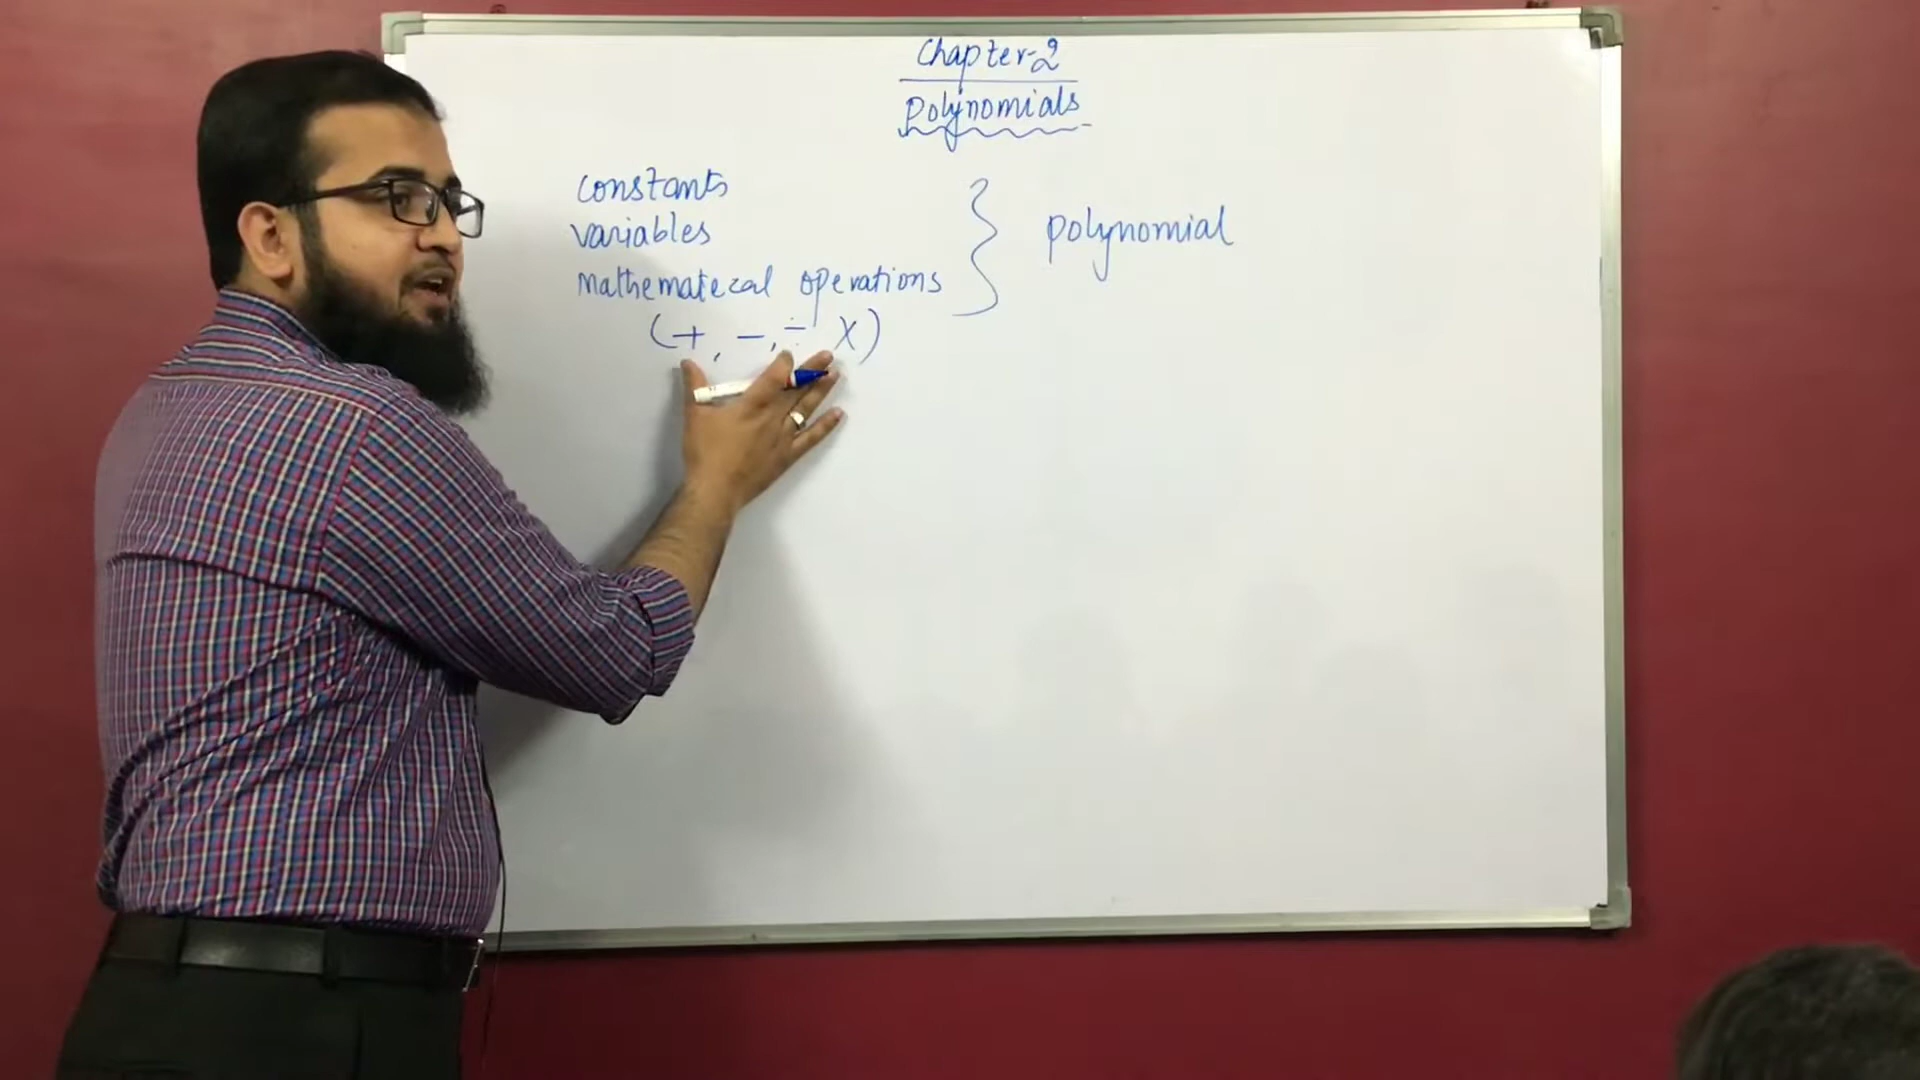 Chapter-2
Polynomials
constants
variables
Mathematecal operations
(+, -, ÷ X)
} polynomial